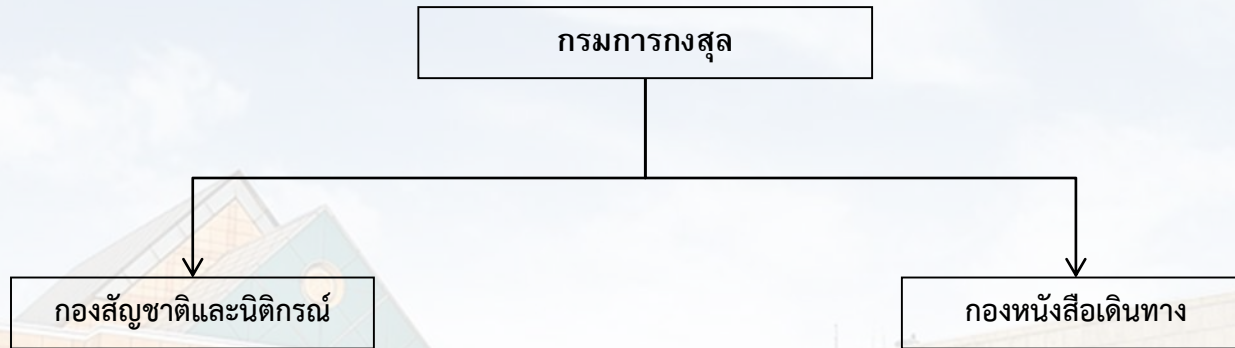 กรมการกงสุล
กองสัญชาติและนิติกรณ์
กองหนังสือเดินทาง